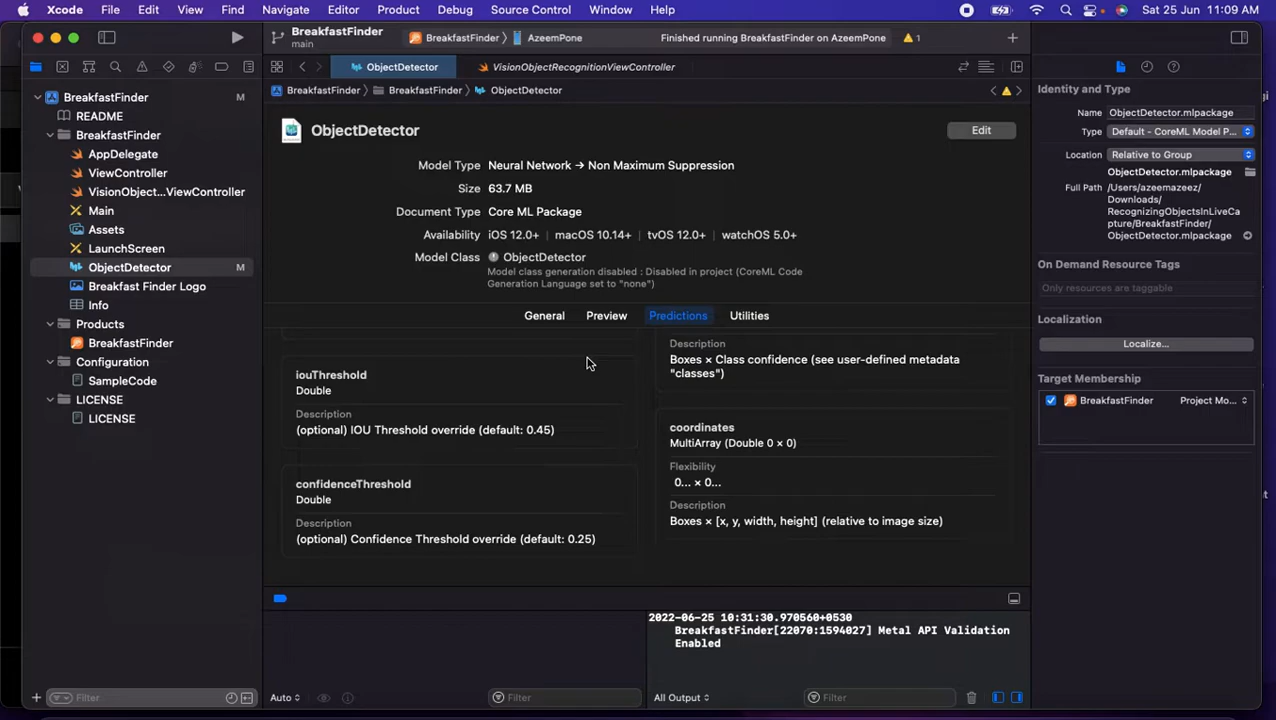 Xcode File Edit View Find Navigate Editor Product Debug Source Control Window Help Sat 25 Jun 11:09 AM
BreakfastFinder
main
BreakfastFinder AzeemPone
Finished running BreakfastFinder on AzeemPone
1
ObjectDetector
VisionObjectRecognitionViewController
BreakfastFinder BreakfastFinder ObjectDetector
BreakfastFinder M
README
BreakfastFinder
AppDelegate
ViewController
VisionObject...ViewController
Main
Assets
LaunchScreen
ObjectDetector M
Breakfast Finder Logo
Info
Products
BreakfastFinder
Configuration
SampleCode
LICENSE
LICENSE
Filter
ObjectDetector
Edit
Model Type Neural Network → Non Maximum Suppression
Size 63.7 MB
Document Type Core ML Package
Availability iOS 12.0+ | macOS 10.14+ | tvOS 12.0+ | watchOS 5.0+
Model Class ObjectDetector
Model class generation disabled : Disabled in project (CoreML Code
Generation Language set to "none")
General Preview Predictions Utilities
iouThreshold
Double
Description
(optional) IOU Threshold override (default: 0.45)
confidenceThreshold
Double
Description
(optional) Confidence Threshold override (default: 0.25)
Description
Boxes × Class confidence (see user-defined metadata
"classes")
coordinates
MultiArray (Double 0 × 0)
Flexibility
0... × 0...
Description
Boxes × [x, y, width, height] (relative to image size)
Auto
Filter
2022-06-25 10:31:30.970560+0530
BreakfastFinder[22070:1594027] Metal API Validation
Enabled
All Output
Filter
Identity and Type
Name ObjectDetector.mlpackage
Type Default - CoreML Model P...
Location Relative to Group
ObjectDetector.mlpackage
Full Path /Users/azeemazeez/
Downloads/
RecognizingObjectsInLiveCa
pture/BreakfastFinder/
ObjectDetector.mlpackage
On Demand Resource Tags
Only resources are taggable
Localization
Localize...
Target Membership
BreakfastFinder Project Mo...